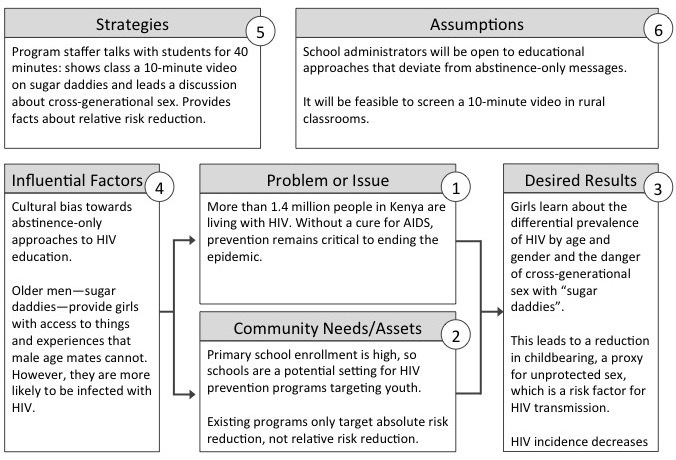 Strategies
5
Program staffer talks with students for 40
minutes: shows class a 10-minute video
on sugar daddies and leads a discussion
about cross-generational sex. Provides
facts about relative risk reduction.
Assumptions
6
School administrators will be open to educational
approaches that deviate from abstinence-only messages.
It will be feasible to screen a 10-minute video in rural
classrooms.
Influential Factors
4
Cultural bias towards
abstinence-only
approaches to HIV
education.
Older men—sugar
daddies—provide girls
with access to things
and experiences that
male age mates cannot.
However, they are more
likely to be infected with
HIV.
Problem or Issue
1
More than 1.4 million people in Kenya are
living with HIV. Without a cure for AIDS,
prevention remains critical to ending the
epidemic.
Community Needs/Assets
2
Primary school enrollment is high, so
schools are a potential setting for HIV
prevention programs targeting youth.
Existing programs only target absolute risk
reduction, not relative risk reduction.
Desired Results
3
Girls learn about the
differential prevalence
of HIV by age and
gender and the danger
of cross-generational
sex with “sugar
daddies”.
This leads to a reduction
in childbearing, a proxy
for unprotected sex,
which is a risk factor for
HIV transmission.
HIV incidence decreases